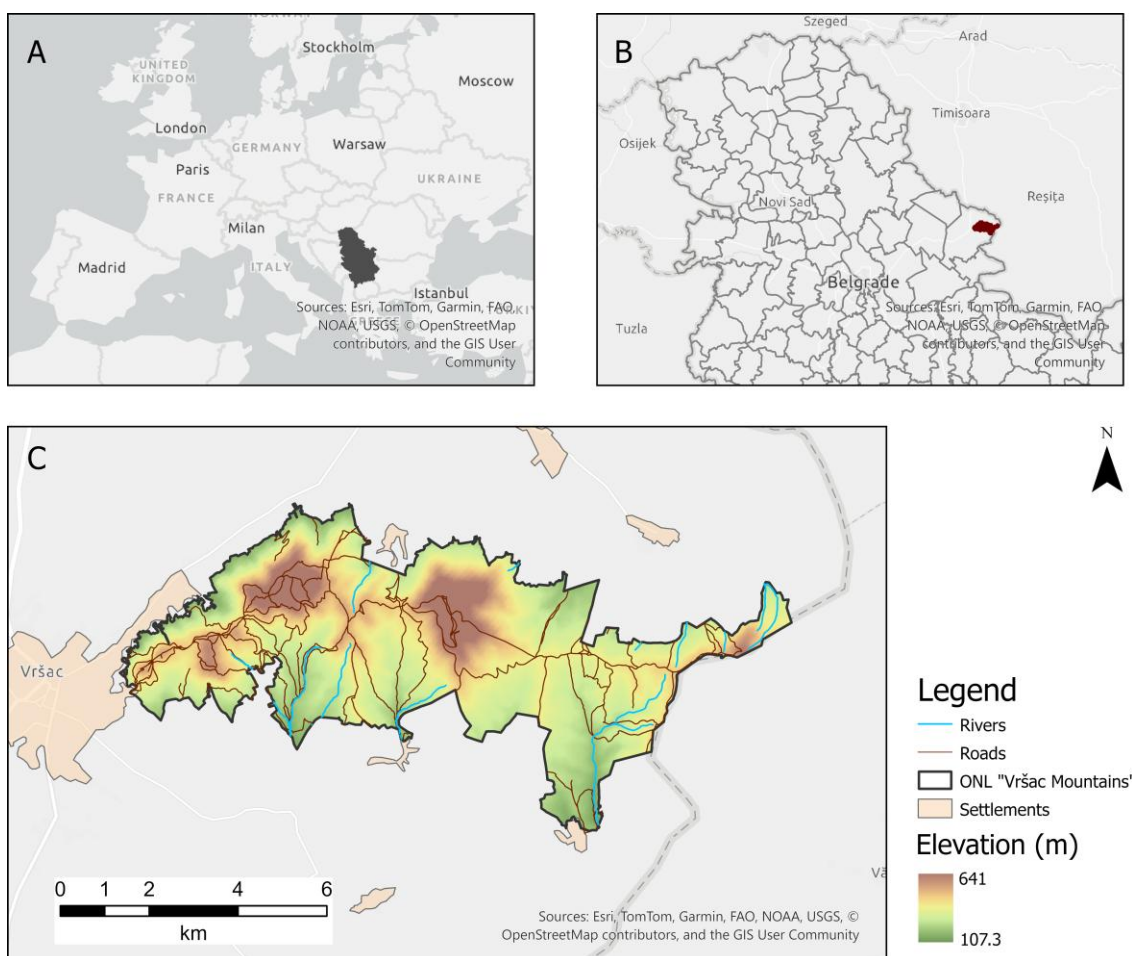 A
NORWAY
Stockholm
Moscow
UNITED
KINGDOM
London
GERMANY
Warsaw
Paris
UKRAINE
FRANCE
Milan
ITALY
Madrid
Istanbul
GREECE
Sources: Esri, TomTom, Garmin, FAO,
NOAA, USGS, © OpenStreetMap
contributors, and the GIS User
Community
B
Szeged
Arad
Timisoara
Osijek
Reșița
Novi Sad
Belgrade
Tuzla
Sources: Esri, TomTom, Garmin, FAO,
NOAA, USGS, © OpenStreetMap
contributors, and the GIS User
Community
C
N
Vršac
0 1 2 4 6
km
Sources: Esri, TomTom, Garmin, FAO, NOAA, USGS, ©
OpenStreetMap contributors, and the GIS User Community
Legend
Rivers
Roads
ONL "Vršac Mountains"
Settlements
Elevation (m)
641
107.3